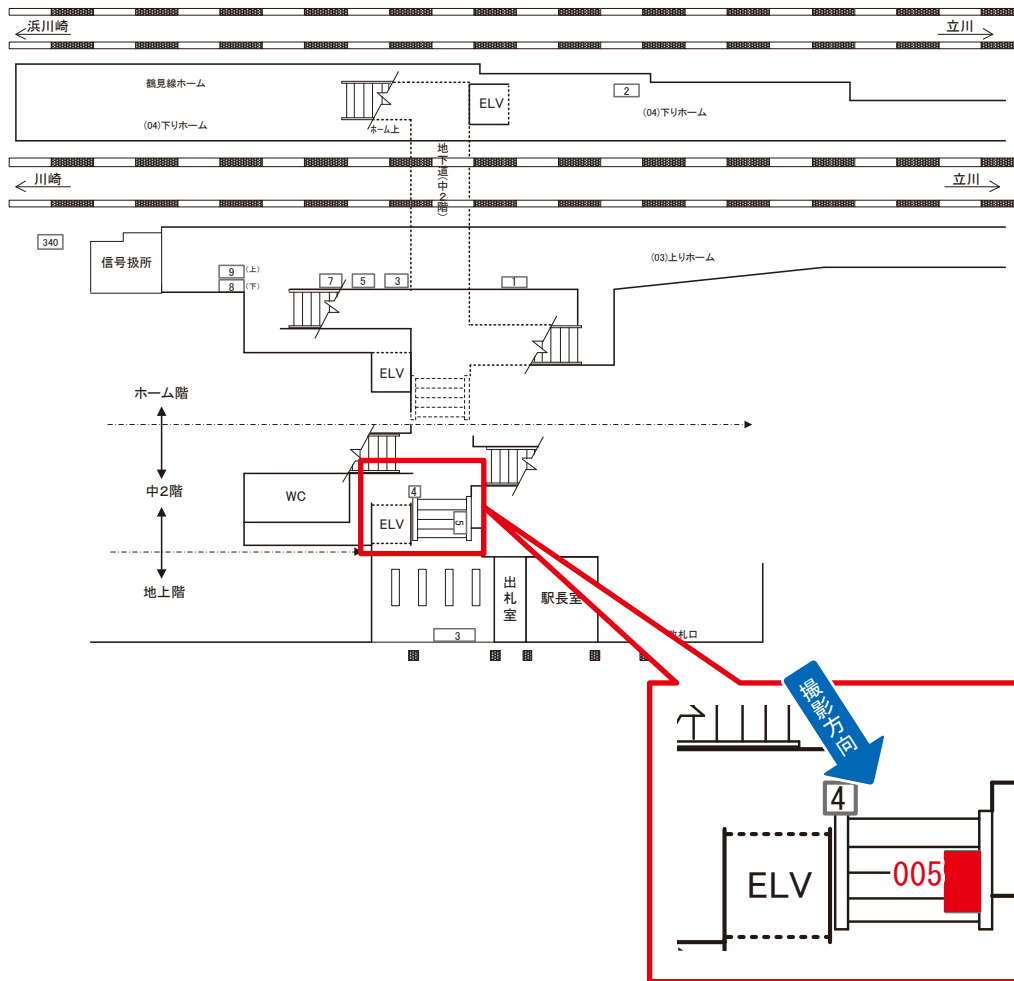 浜川崎
立川
鶴見線ホーム
ELV
2
(04)下りホーム
(04)下りホーム
ホーム上
地下道(中2階)
川崎
立川
340
信号扱所
9
(上)
8
(下)
7
5
3
1
(03)上りホーム
ELV
ホーム階
中2階
地上階
WC
4
ELV
5
出札室
駅長室
3
札口
撮影方向
4
ELV
005